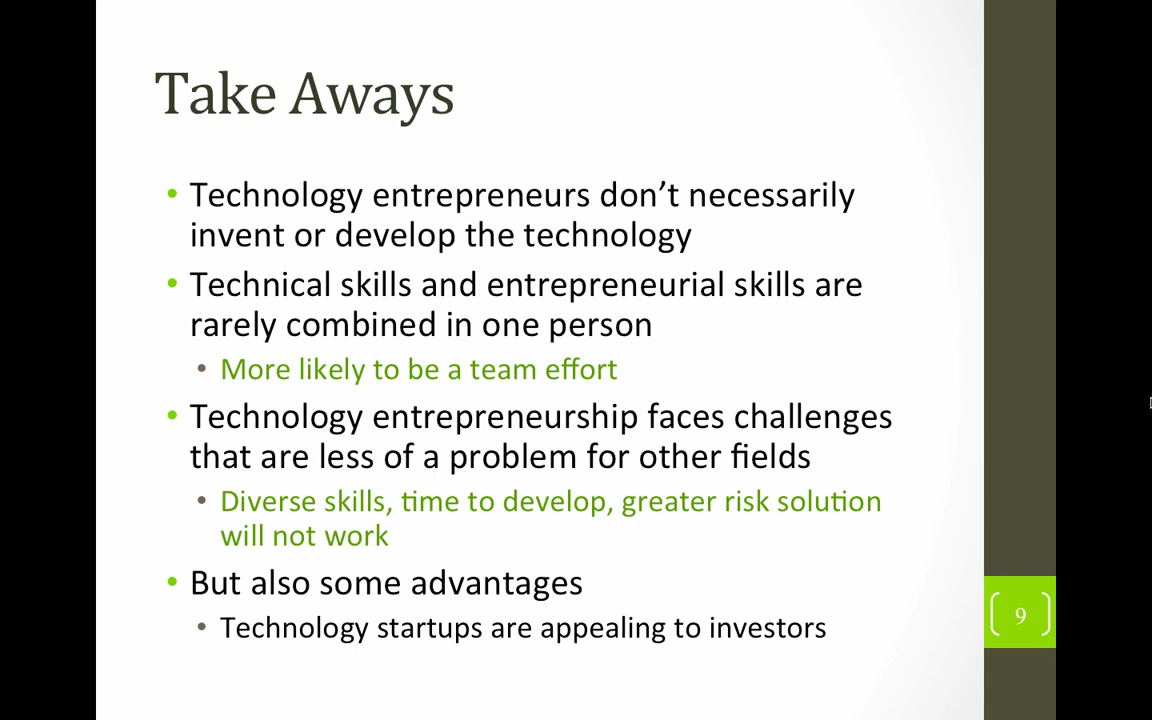 Take Aways
• Technology entrepreneurs don’t necessarily
invent or develop the technology
• Technical skills and entrepreneurial skills are
rarely combined in one person
• More likely to be a team effort
• Technology entrepreneurship faces challenges
that are less of a problem for other fields
• Diverse skills, time to develop, greater risk solution
will not work
• But also some advantages
• Technology startups are appealing to investors
9